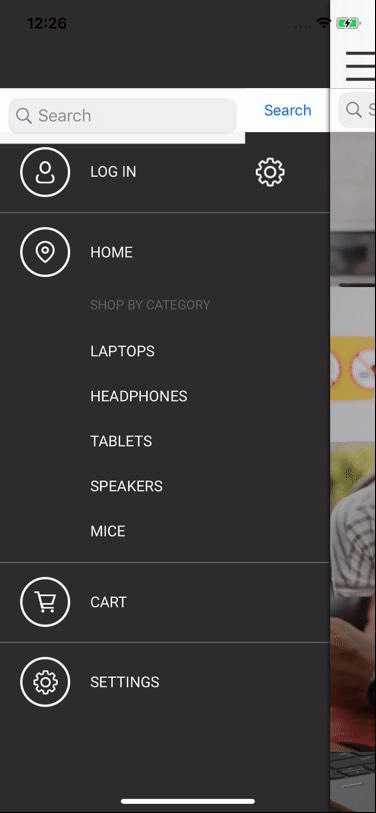 12:26
Search
Search
S
LOG IN
HOME
SHOP BY CATEGORY
LAPTOPS
HEADPHONES
TABLETS
SPEAKERS
MICE
CART
SETTINGS